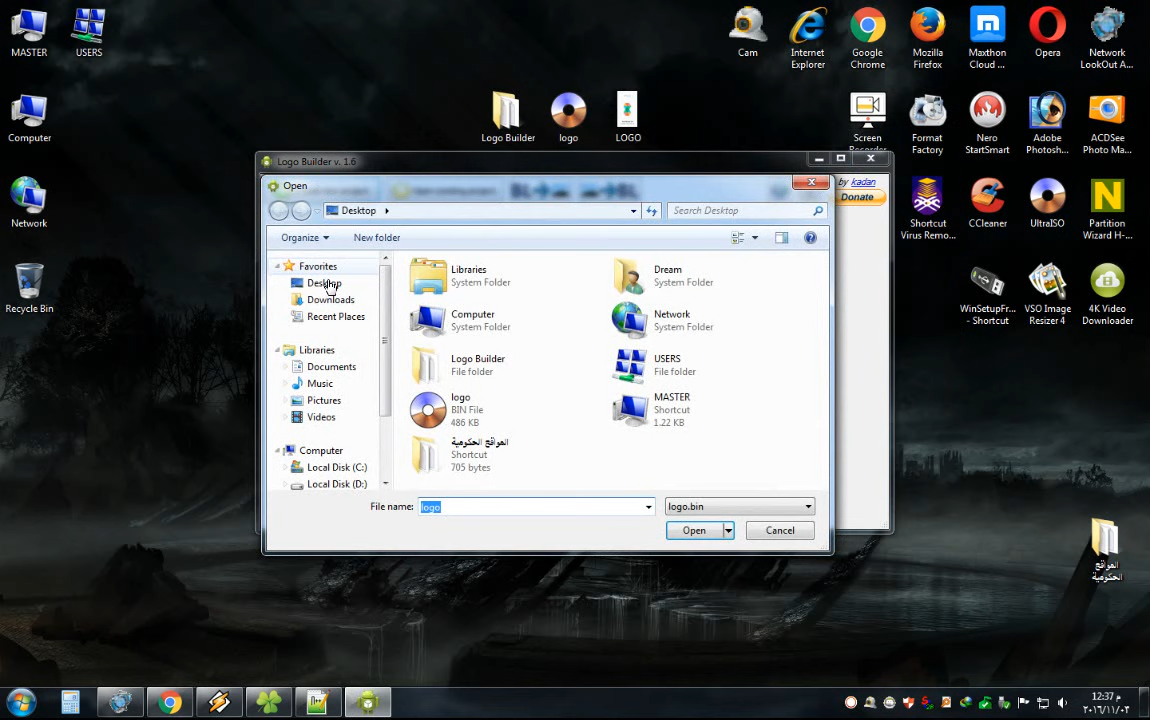 MASTER
USERS
Computer
Network
Recycle Bin
Logo Builder
logo
LOGO
Cam
Internet
Explorer
Google
Chrome
Mozilla
Firefox
Maxthon
Cloud ...
Opera
Network
LookOut A...
Screen
Recorder
Format
Factory
Nero
StartSmart
Adobe
Photosh...
ACDSee
Photo Ma...
Shortcut
Virus Remo...
CCleaner
UltraISO
Partition
Wizard H-...
WinSetupFr...
- Shortcut
VSO Image
Resizer 4
4K Video
Downloader
المواقع
الحكومية
Logo Builder v. 1.6
by kadan
Donate
Open
Desktop
Search Desktop
Organize
New folder
Favorites
Desktop
Downloads
Recent Places
Libraries
Documents
Music
Pictures
Videos
Computer
Local Disk (C:)
Local Disk (D:)
Libraries
System Folder
Dream
System Folder
Computer
System Folder
Network
System Folder
Logo Builder
File folder
USERS
File folder
logo
BIN File
486 KB
MASTER
Shortcut
1.22 KB
المواقع الحكومية
Shortcut
705 bytes
File name:
logo
logo.bin
Open
Cancel
12:37 م
٢٠١٦/١١/٠٣